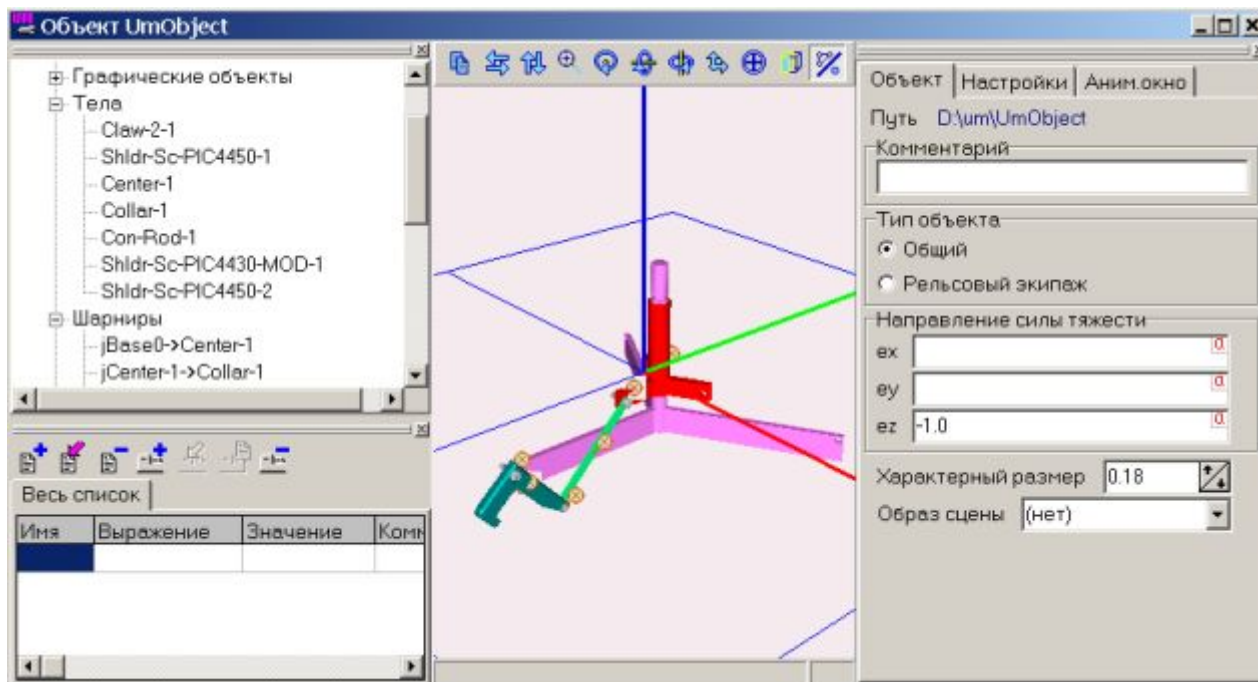 Объект UmObject
Графические объекты
Тела
Claw-2-1
Shldr-Sc-PIC4450-1
Center-1
Collar-1
Con-Rod-1
Shldr-Sc-PIC4430-MOD-1
Shldr-Sc-PIC4450-2
Шарниры
jBase0->Center-1
jCenter-1->Collar-1
Весь список
Имя Выражение Значение Комм
Объект Настройки Аним.окно
Путь D:\um\UmObject
Комментарий
Тип объекта
Общий
Рельсовый экипаж
Направление силы тяжести
ex
ey
ez -1.0
Характерный размер 0.18
Образ сцены (нет)